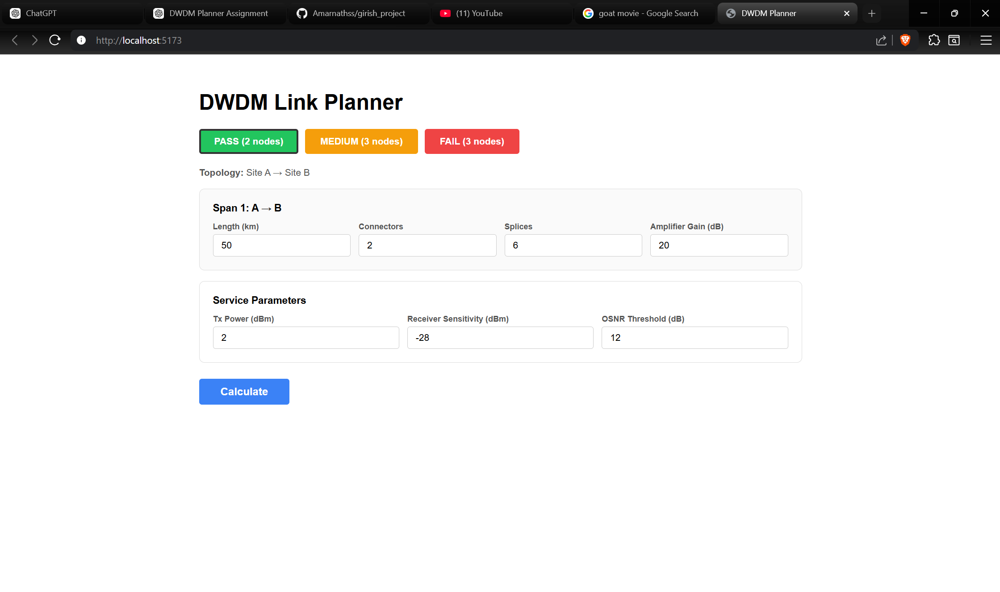 ChatGPT
DWDM Planner Assignment
Amarnathss/girish_project
(11) YouTube
goat movie - Google Search
DWDM Planner
http://localhost:5173
DWDM Link Planner
PASS (2 nodes)
MEDIUM (3 nodes)
FAIL (3 nodes)
Topology: Site A → Site B
Span 1: A → B
Length (km)
Connectors
Splices
Amplifier Gain (dB)
50
2
6
20
Service Parameters
Tx Power (dBm)
Receiver Sensitivity (dBm)
OSNR Threshold (dB)
2
-28
12
Calculate